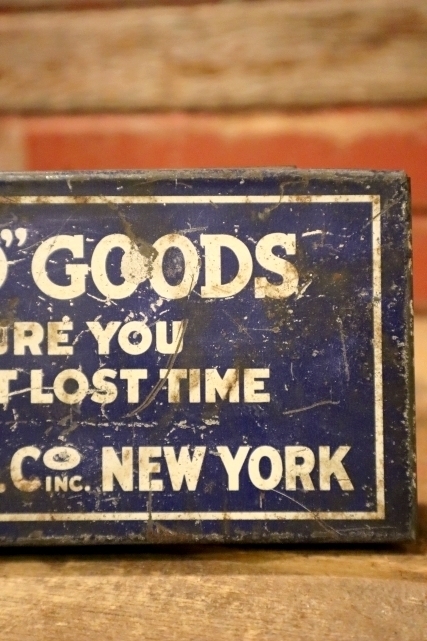 " GOODS
URE YOU
T LOST TIME
. CO INC. NEW YORK